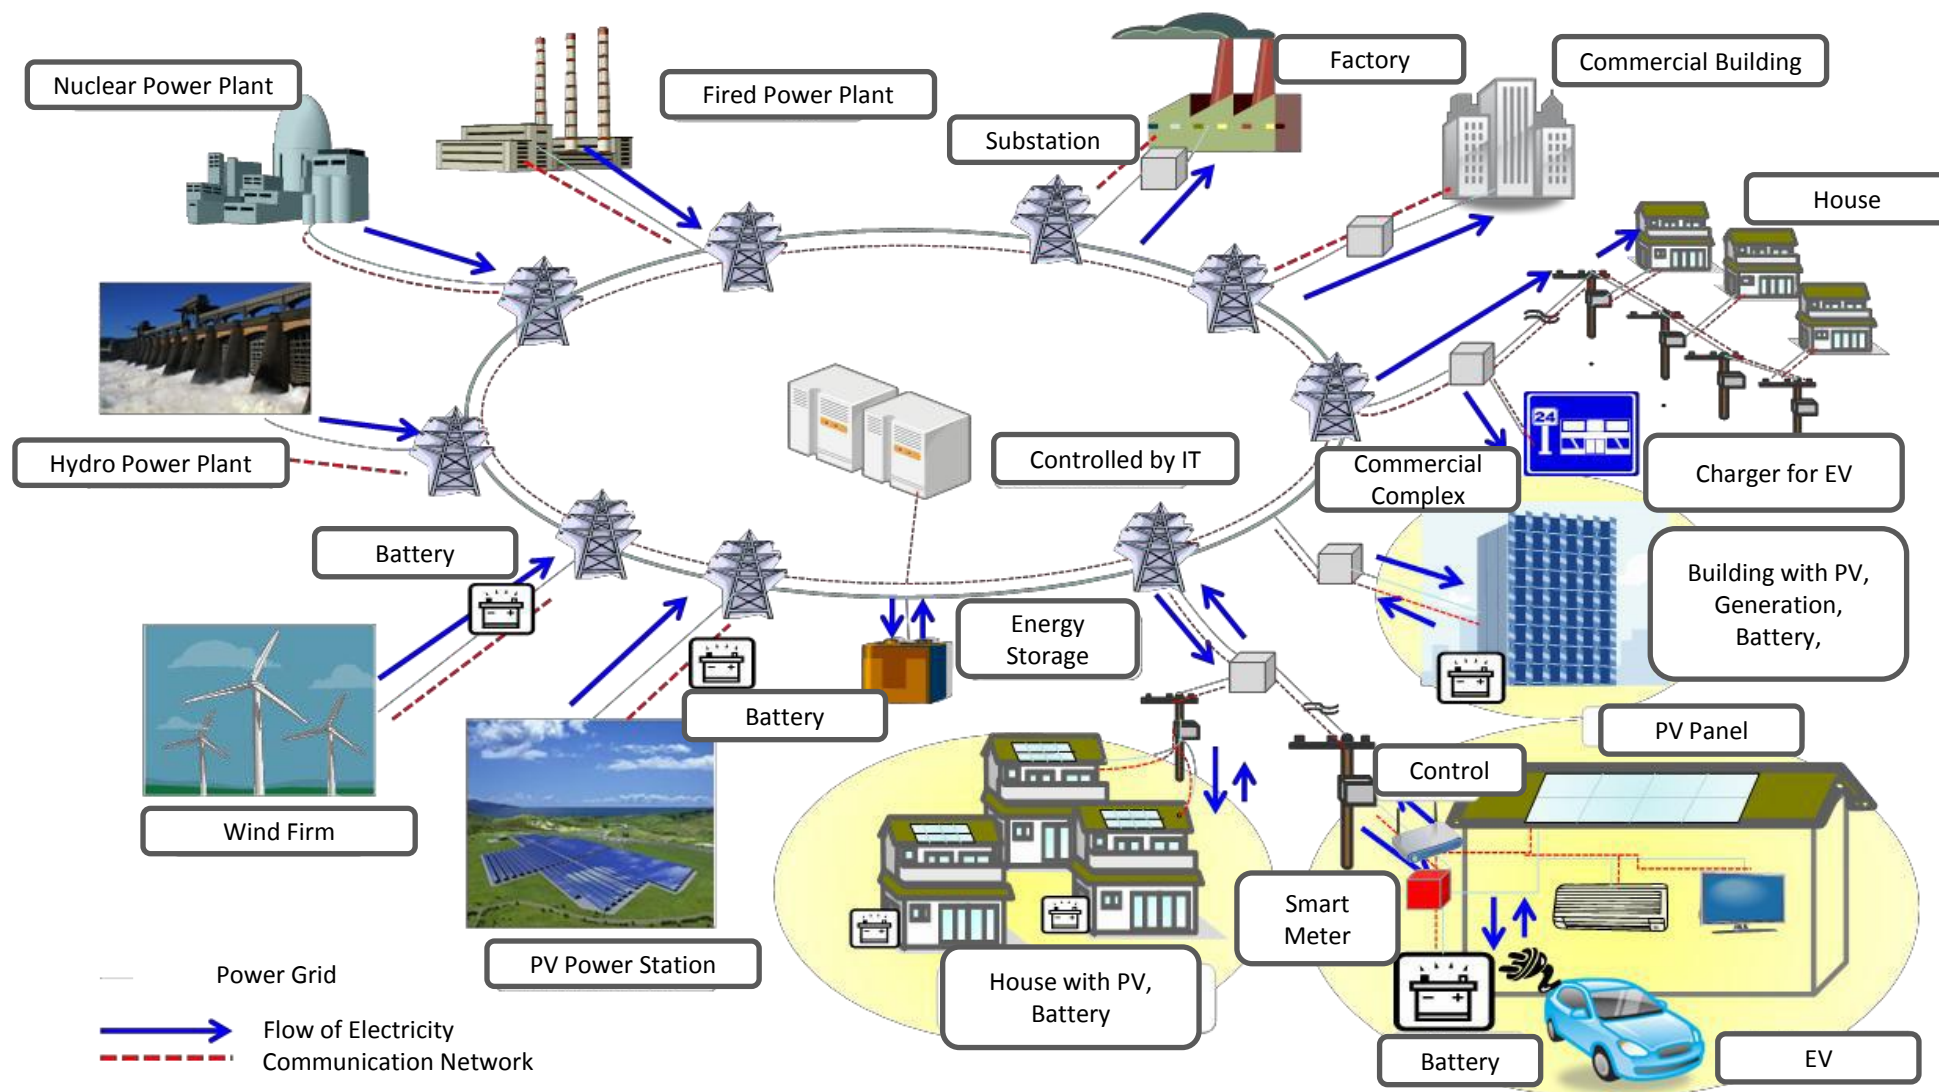 Nuclear Power Plant
Fired Power Plant
Factory
Commercial Building
Substation
House
Hydro Power Plant
Controlled by IT
24
Commercial
Complex
Charger for EV
Battery
Building with PV,
Generation,
Battery,
Energy
Storage
Battery
PV Panel
Control
Wind Firm
Smart
Meter
PV Power Station
House with PV,
Battery
Battery
EV
Power Grid
Flow of Electricity
Communication Network